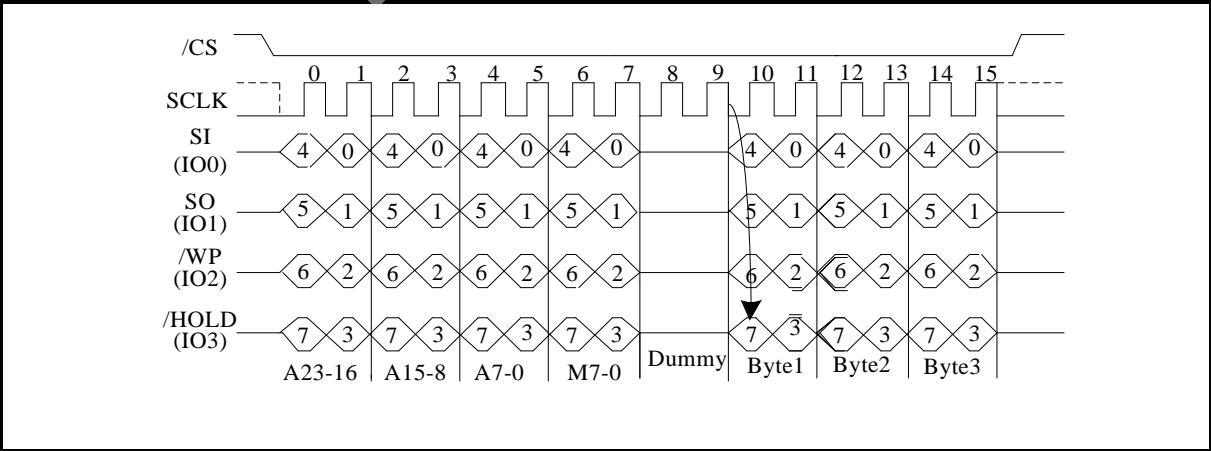 /CS
0 1 2 3 4 5 6 7 8 9 10 11 12 13 14 15
SCLK
SI
(IO0)
4 0 4 0 4 0 4 0 4 0 4 0 4 0
SO
(IO1)
5 1 5 1 5 1 5 1 5 1 5 1 5 1
/WP
(IO2)
6 2 6 2 6 2 6 2 6 2 6 2 6 2
/HOLD
(IO3)
7 3 7 3 7 3 7 3 7 3 7 3 7 3
A23-16 A15-8 A7-0 M7-0 Dummy Byte1 Byte2 Byte3